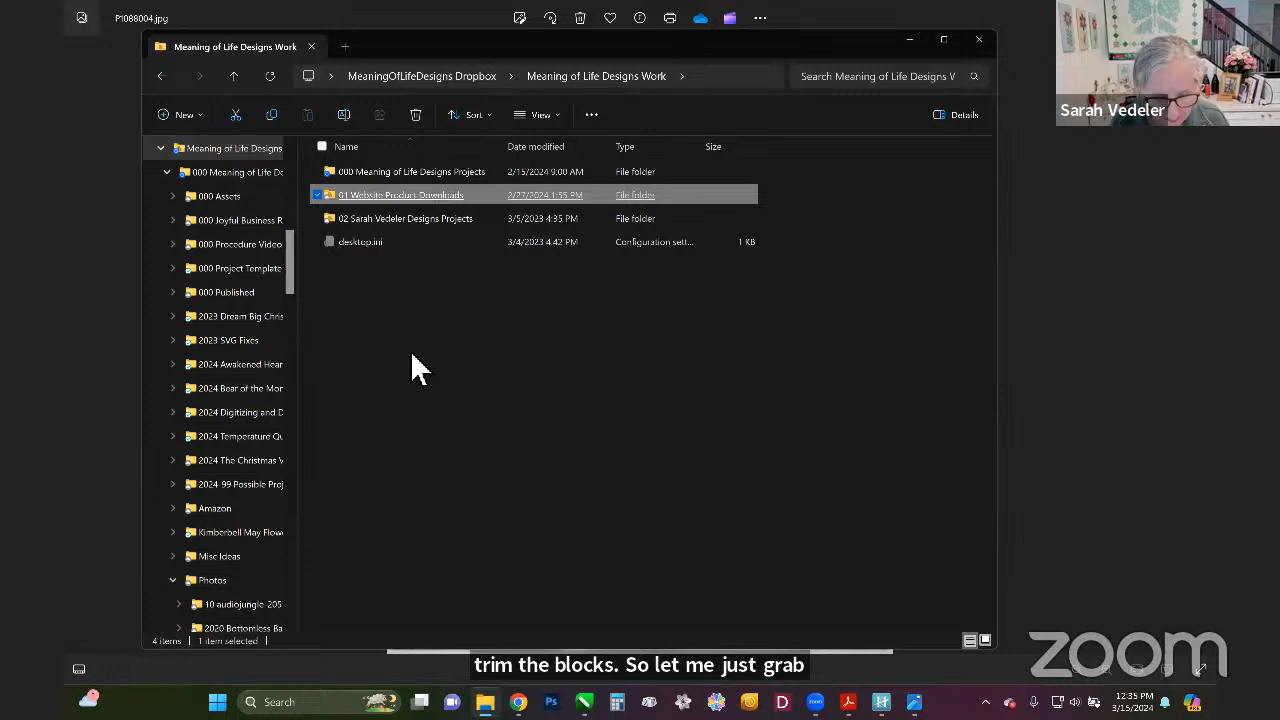 P1088004.jpg
Meaning of Life Designs Work
MeaningOfLifeDesigns Dropbox > Meaning of Life Designs Work >
Search Meaning of Life Designs V
Sarah Vedeler
New
Sort
View
Details
Name Date modified Type Size
000 Meaning of Life Designs Projects 2/15/2024 9:00 AM File folder
01 Website Product Downloads 2/27/2024 1:55 PM File folder
02 Sarah Vedeler Designs Projects 3/5/2023 4:35 PM File folder
desktop.ini 3/4/2023 4:42 PM Configuration sett... 1 KB
Meaning of Life Designs
000 Meaning of Life De
000 Assets
000 Joyful Business R
000 Procedure Video
000 Project Template
000 Published
2023 Dream Big Chris
2023 SVG Fixes
2024 Awakened Hear
2024 Bear of the Mor
2024 Digitizing and D
2024 Temperature Qu
2024 The Christmas V
2024-99 Possible Proj
Amazon
Kimberbell May Flow
Misc Ideas
Photos
10 audiojungle-205
2020 Bottomless Ba
4 items | 1 item selected |
trim the blocks. So let me just grab
zoom
Search
12:35 PM
3/15/2024